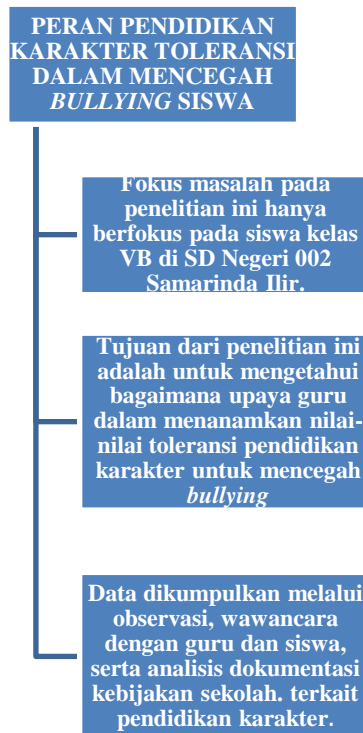 PERAN PENDIDIKAN
KARAKTER TOLERANSI
DALAM MENCEGAH
BULLYING SISWA
Fokus masalah pada
penelitian ini hanya
berfokus pada siswa kelas
VB di SD Negeri 002
Samarinda Ilir.
Tujuan dari penelitian ini
adalah untuk mengetahui
bagaimana upaya guru
dalam menanamkan nilai-
nilai toleransi pendidikan
karakter untuk mencegah
bullying
Data dikumpulkan melalui
observasi, wawancara
dengan guru dan siswa,
serta analisis dokumentasi
kebijakan sekolah. terkait
pendidikan karakter.